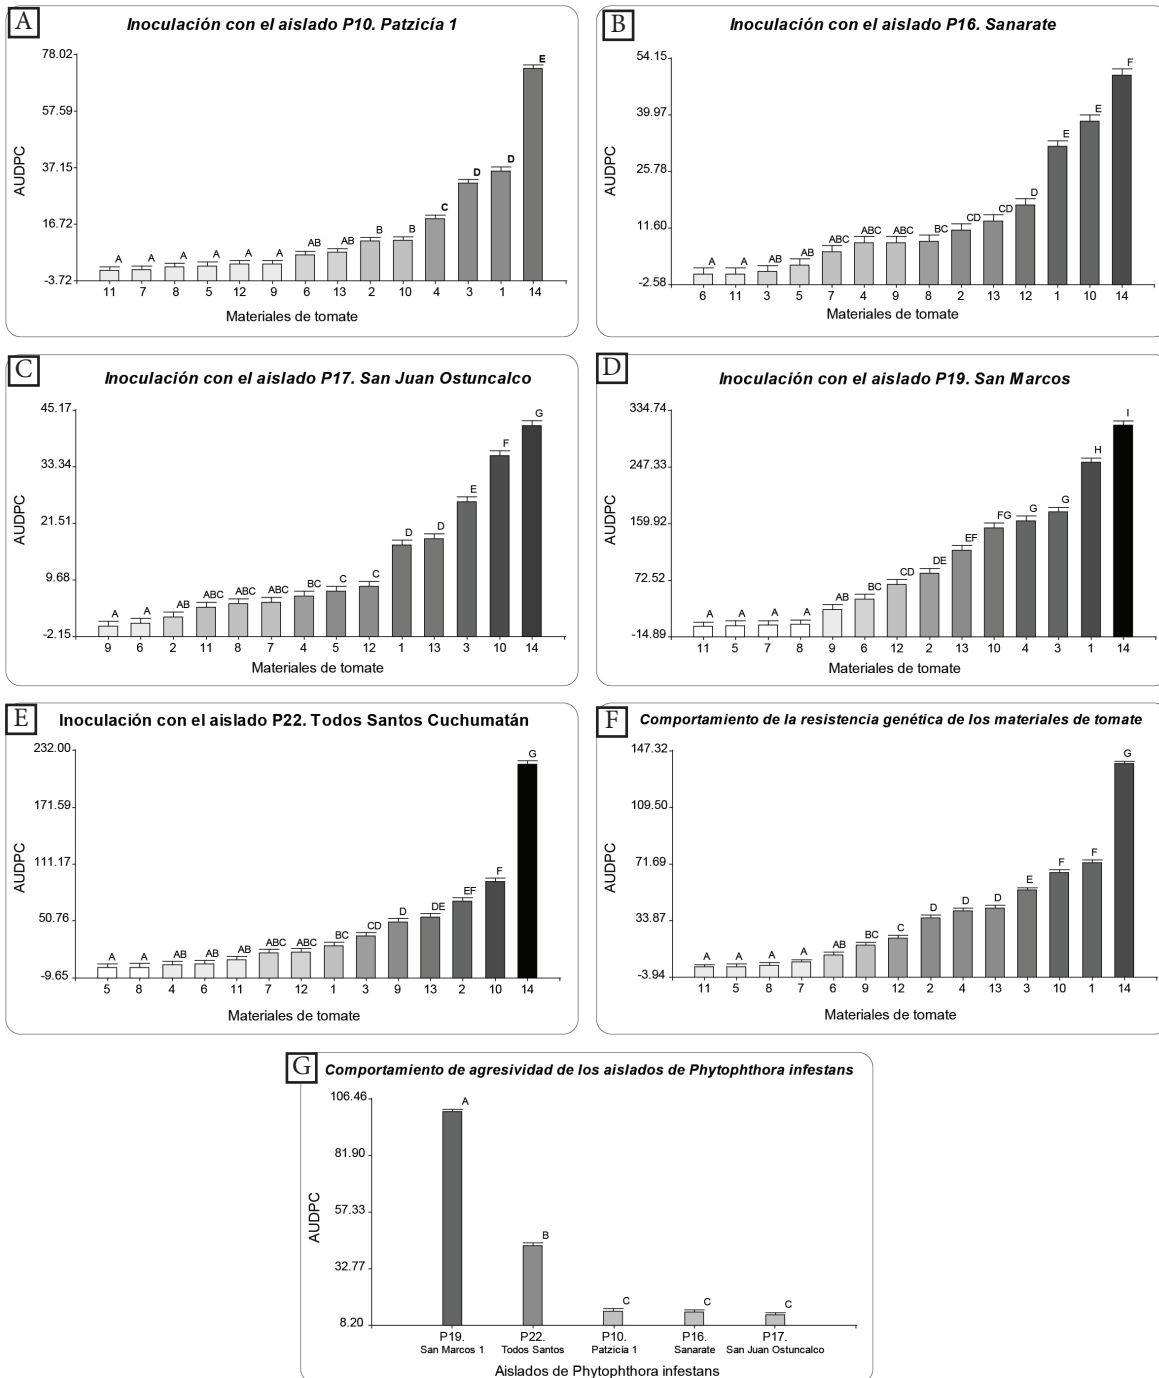 A
Inoculación con el aislado P10. Patzicía 1
78.02
57.59
37.15
16.72
-3.72
AUDPC
A A A A A A AB AB B B C D D E
11 7 8 5 12 9 6 13 2 10 4 3 1 14
Materiales de tomate
B
Inoculación con el aislado P16. Sanarate
54.15
39.97
25.78
11.60
-2.58
AUDPC
A A AB AB ABC ABC ABC BC CD CD D E E F
6 11 3 5 7 4 9 8 2 13 12 1 10 14
Materiales de tomate
C
Inoculación con el aislado P17. San Juan Ostuncalco
45.17
33.34
21.51
9.68
-2.15
AUDPC
A A AB ABC ABC ABC BC C C D D E F G
9 6 2 11 8 7 4 5 12 1 13 3 10 14
Materiales de tomate
D
Inoculación con el aislado P19. San Marcos
334.74
247.33
159.92
72.52
-14.89
AUDPC
A A A A AB BC CD DE EF FG G G H I
11 5 7 8 9 6 12 2 13 10 4 3 1 14
Materiales de tomate
E
Inoculación con el aislado P22. Todos Santos Cuchumatán
232.00
171.59
111.17
50.76
-9.65
AUDPC
A A AB AB AB ABC ABC BC CD D DE EF F G
5 8 4 6 11 7 12 1 3 9 13 2 10 14
Materiales de tomate
F
Comportamiento de la resistencia genética de los materiales de tomate
147.32
109.50
71.69
33.87
-3.94
AUDPC
A A A A AB BC C D D D E F F G
11 5 8 7 6 9 12 2 4 13 3 10 1 14
Materiales de tomate
G
Comportamiento de agresividad de los aislados de Phytophthora infestans
106.46
81.90
57.33
32.77
8.20
AUDPC
A B C C C
P19. P22. P10. P16. P17.
San Marcos 1 Todos Santos Patzicía 1 Sanarate San Juan Ostuncalco
Aislados de Phytophthora infestans